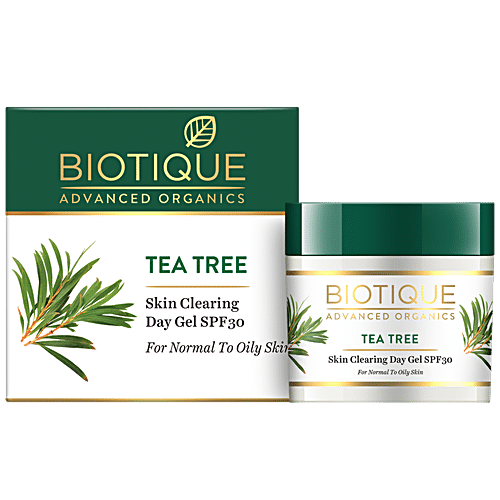 BIOTIQUE
ADVANCED ORGANICS
TEA TREE
Skin Clearing
Day Gel SPF30
For Normal To Oily Skin
BIOTIQUE
ADVANCED ORGANICS
TEA TREE
Skin Clearing Day Gel SPF30
For Normal To Oily Skin